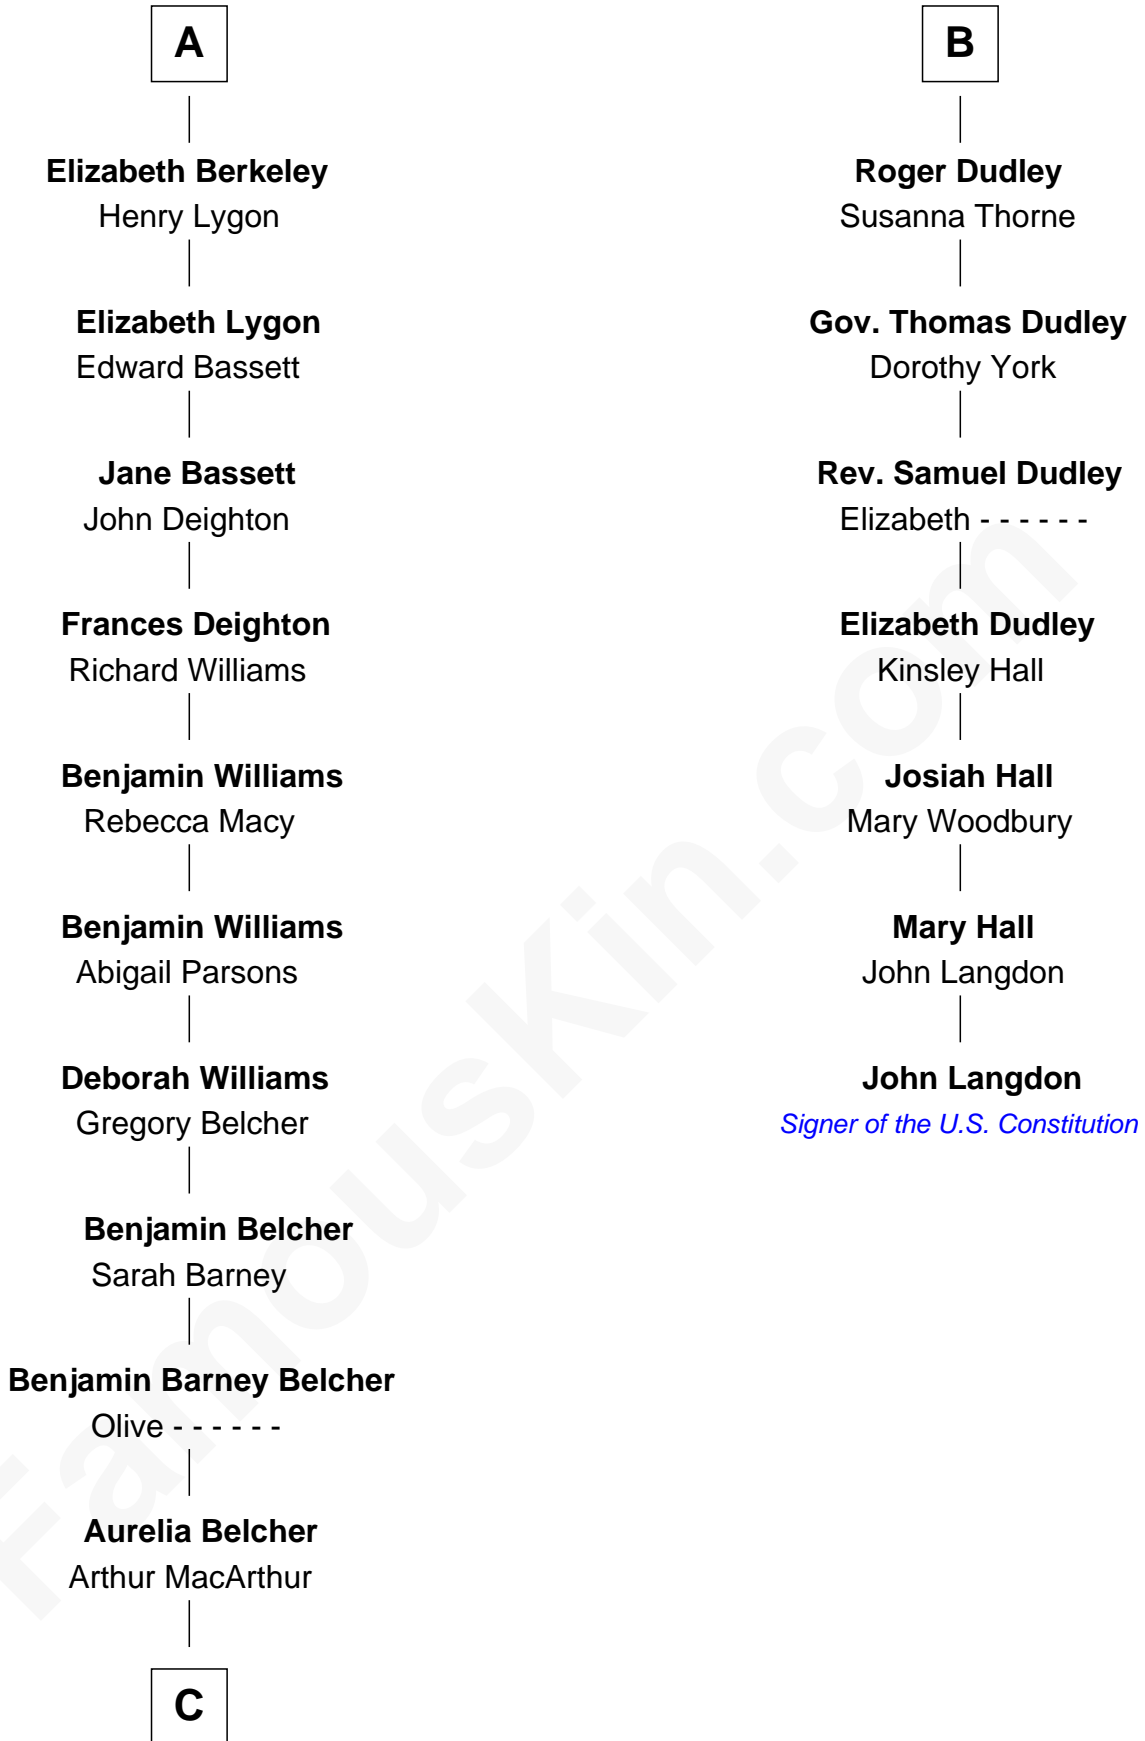 A
Elizabeth Berkeley
Henry Lygon
Elizabeth Lygon
Edward Bassett
Jane Bassett
John Deighton
Frances Deighton
Richard Williams
Benjamin Williams
Rebecca Macy
Benjamin Williams
Abigail Parsons
Deborah Williams
Gregory Belcher
Benjamin Belcher
Sarah Barney
Benjamin Barney Belcher
Olive - - - - - -
Aurelia Belcher
Arthur MacArthur
C
B
Roger Dudley
Susanna Thorne
Gov. Thomas Dudley
Dorothy York
Rev. Samuel Dudley
Elizabeth - - - - - -
Elizabeth Dudley
Kinsley Hall
Josiah Hall
Mary Woodbury
Mary Hall
John Langdon
John Langdon
Signer of the U.S. Constitution
FamousKin.com